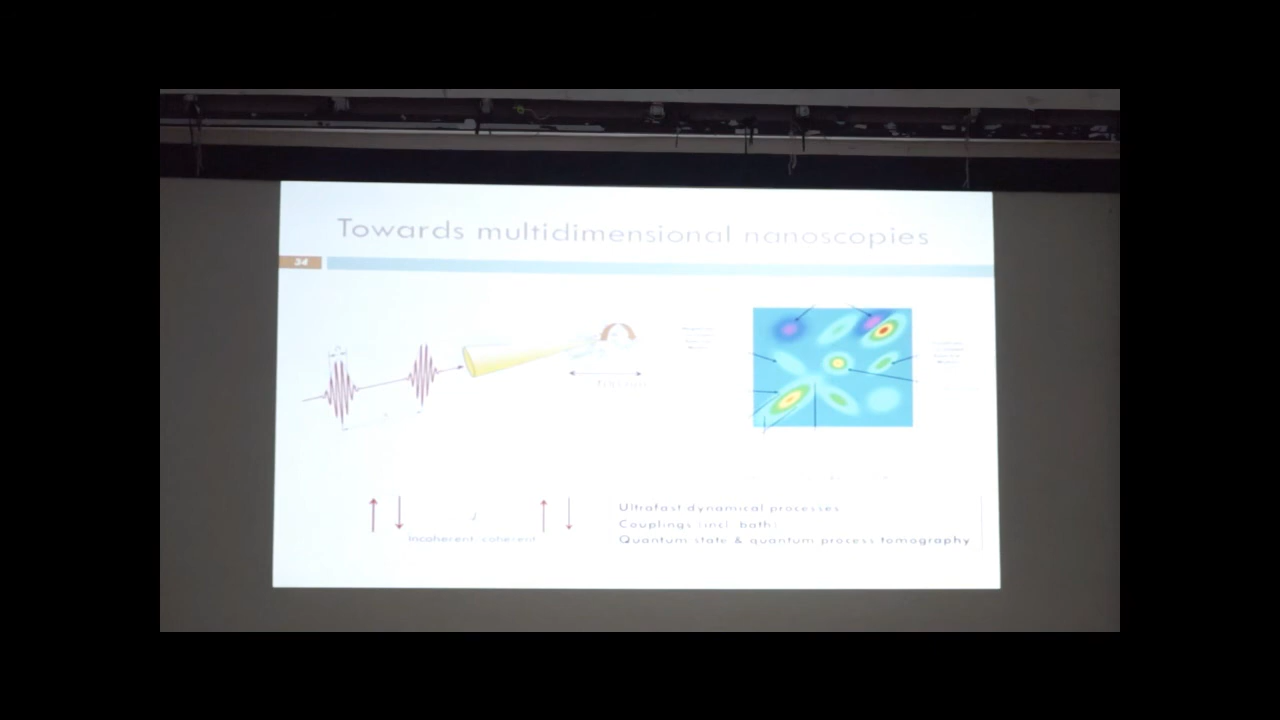 Towards multidimensional nanoscopies
34
Incoherent coherent
Ultrafast dynamical processes
Couplings (incl. bath)
Quantum state & quantum process tomography